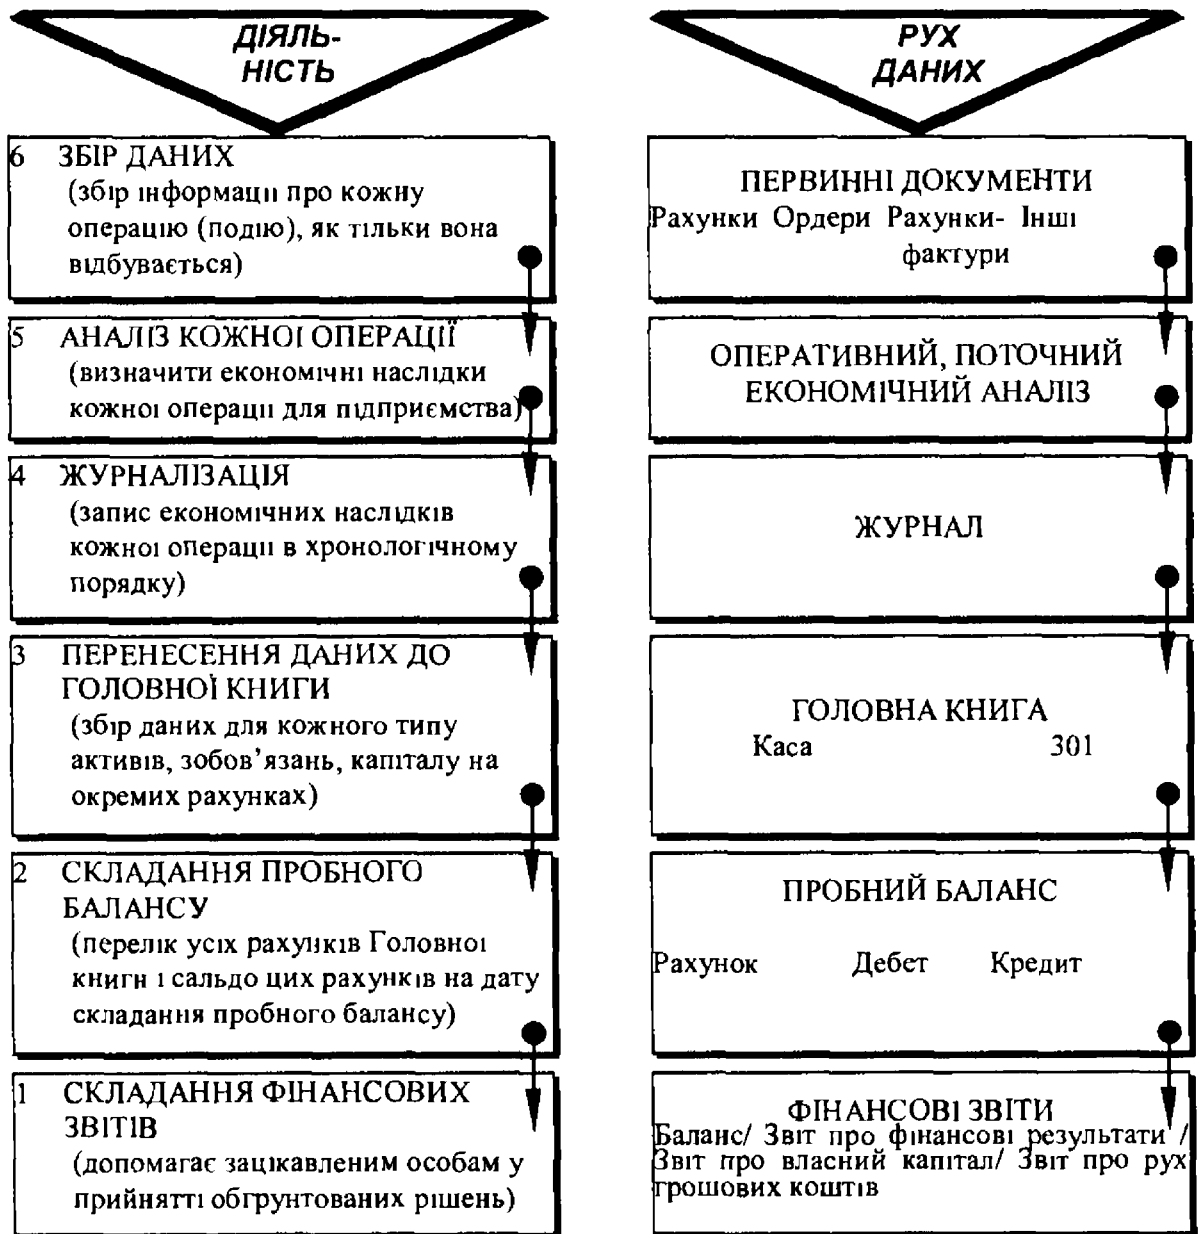 ДІЯЛЬ-
НІСТЬ
6 ЗБІР ДАНИХ
(збір інформації про кожну
операцію (подію), як тільки вона
відбувається)
5 АНАЛІЗ КОЖНОЇ ОПЕРАЦІЇ
(визначити економічні наслідки
кожної операції для підприємства)
4 ЖУРНАЛІЗАЦІЯ
(запис економічних наслідків
кожної операції в хронологічному
порядку)
3 ПЕРЕНЕСЕННЯ ДАНИХ ДО
ГОЛОВНОЇ КНИГИ
(збір даних для кожного типу
активів, зобов’язань, капіталу на
окремих рахунках)
2 СКЛАДАННЯ ПРОБНОГО
БАЛАНСУ
(перелік усіх рахунків Головної
книги і сальдо цих рахунків на дату
складання пробного балансу)
1 СКЛАДАННЯ ФІНАНСОВИХ
ЗВІТІВ
(допомагає зацікавленим особам у
прийнятті обгрунтованих рішень)
РУХ
ДАНИХ
ПЕРВИННІ ДОКУМЕНТИ
Рахунки Ордери Рахунки- Інші
фактури
ОПЕРАТИВНИЙ, ПОТОЧНИЙ
ЕКОНОМІЧНИЙ АНАЛІЗ
ЖУРНАЛ
ГОЛОВНА КНИГА
Каса 301
ПРОБНИЙ БАЛАНС
Рахунок Дебет Кредит
ФІНАНСОВІ ЗВІТИ
Баланс/ Звіт про фінансові результати /
Звіт про власний капітал/ Звіт про рух
грошових коштів